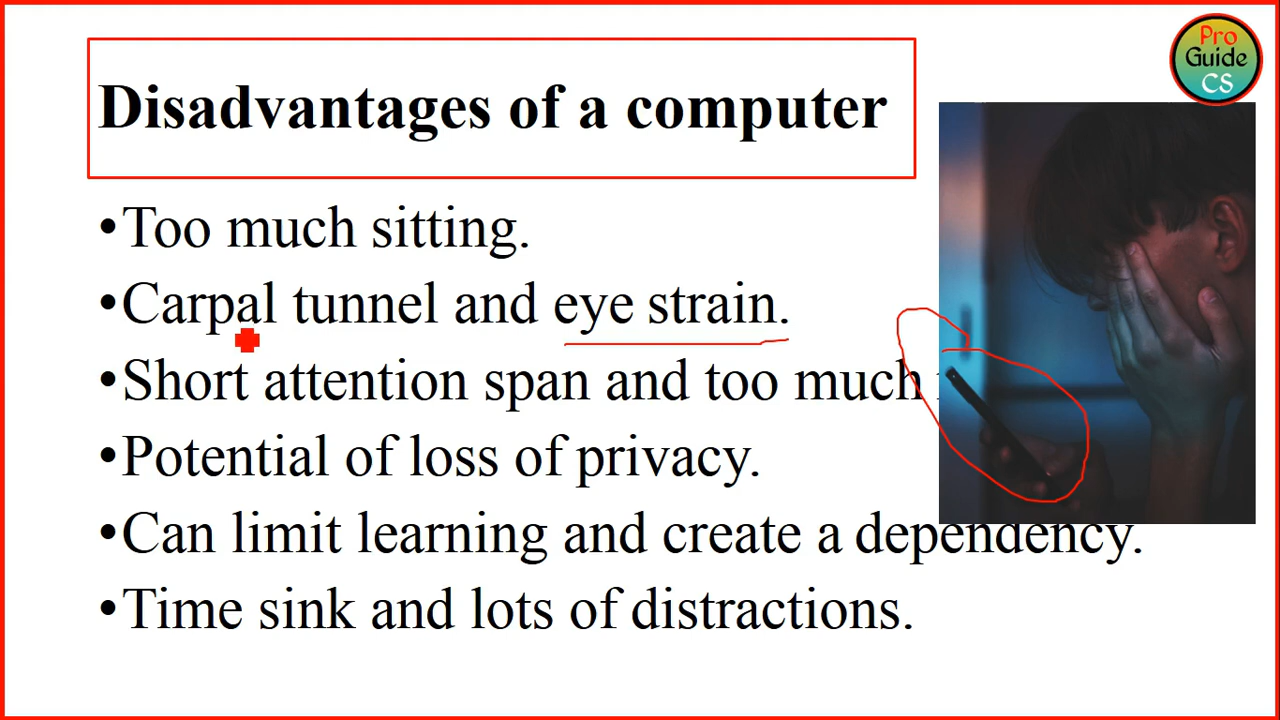 Pro
Guide
CS
Disadvantages of a computer
•Too much sitting.
•Carpal tunnel and eye strain.
•Short attention span and too much
•Potential of loss of privacy.
•Can limit learning and create a dependency.
•Time sink and lots of distractions.